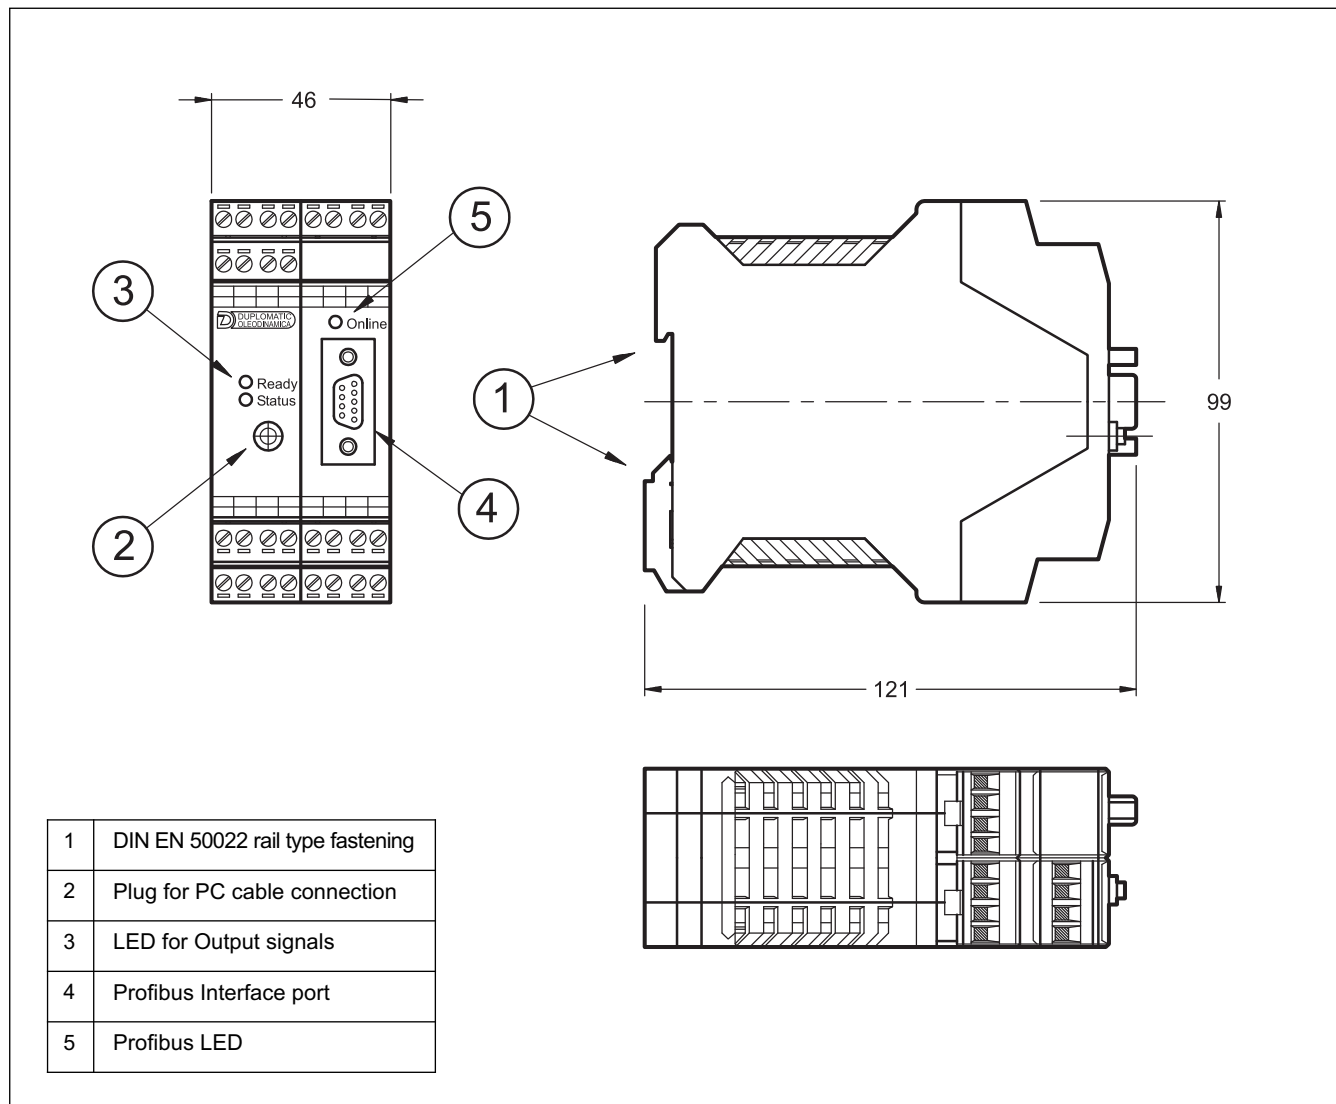 46
5
3
DUPLOMATIC
OLEODINAMICA
Online
Ready
Status
1
99
4
2
121
1 DIN EN 50022 rail type fastening
2 Plug for PC cable connection
3 LED for Output signals
4 Profibus Interface port
5 Profibus LED